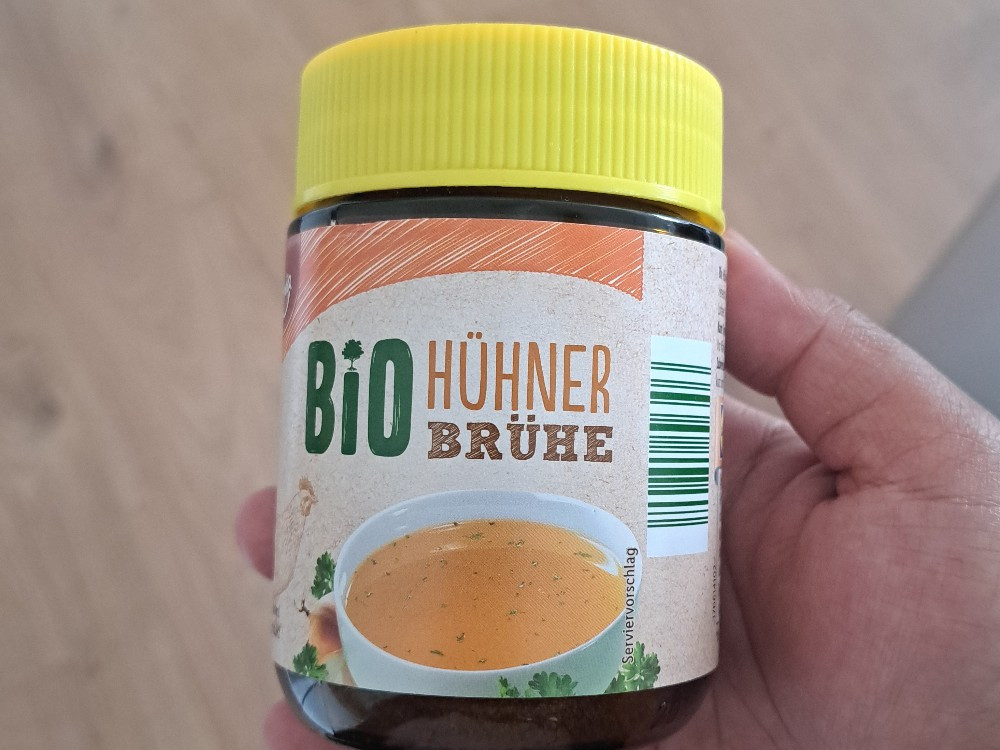 BiO
HÜHNER
BRÜHE
Serviervorschlag